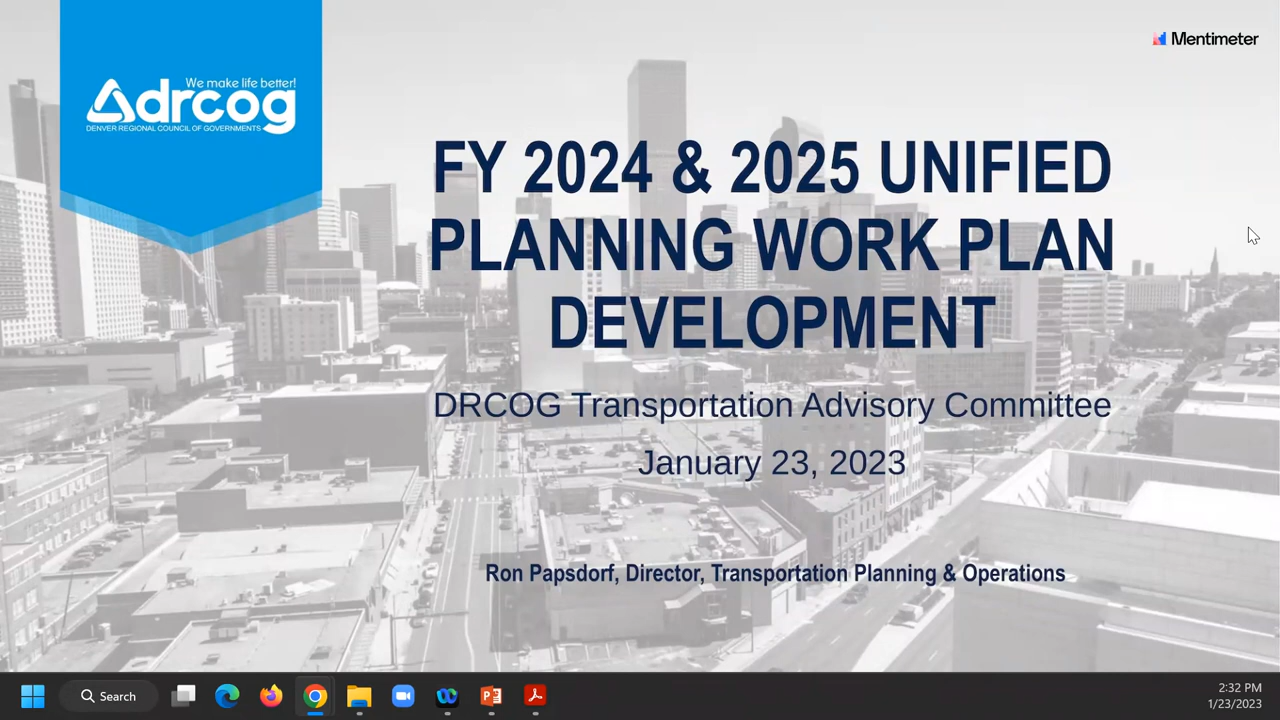 We make life better!
drcog
DENVER REGIONAL COUNCIL OF GOVERNMENTS
Mentimeter
FY 2024 & 2025 UNIFIED
PLANNING WORK PLAN
DEVELOPMENT
DRCOG Transportation Advisory Committee
January 23, 2023
Ron Papsdorf, Director, Transportation Planning & Operations
Search
2:32 PM
1/23/2023